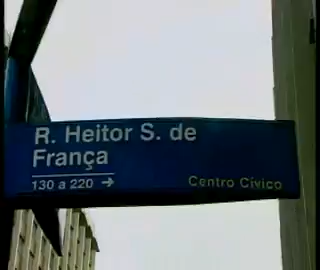 R. Heitor S. de
França
130 a 220 →
Centro Cívico